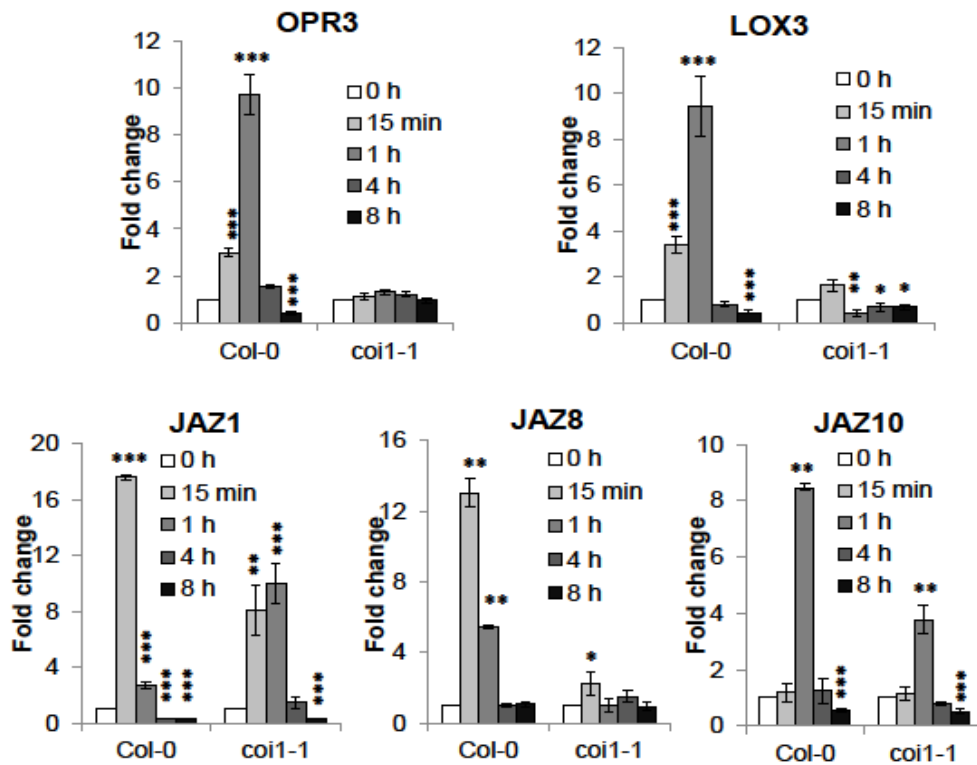 OPR3
Fold change
12
10
8
6
4
2
0
***
***
***
0 h
15 min
1 h
4 h
8 h
Col-0
coi1-1
LOX3
Fold change
12
10
8
6
4
2
0
***
***
***
**
*
*
0 h
15 min
1 h
4 h
8 h
Col-0
coi1-1
JAZ1
Fold change
20
16
12
8
4
0
***
***
***
***
**
***
***
0 h
15 min
1 h
4 h
8 h
Col-0
coi1-1
JAZ8
Fold change
16
12
8
4
0
**
**
*
0 h
15 min
1 h
4 h
8 h
Col-0
coi1-1
JAZ10
Fold change
10
8
6
4
2
0
**
***
**
***
0 h
15 min
1 h
4 h
8 h
Col-0
coi1-1